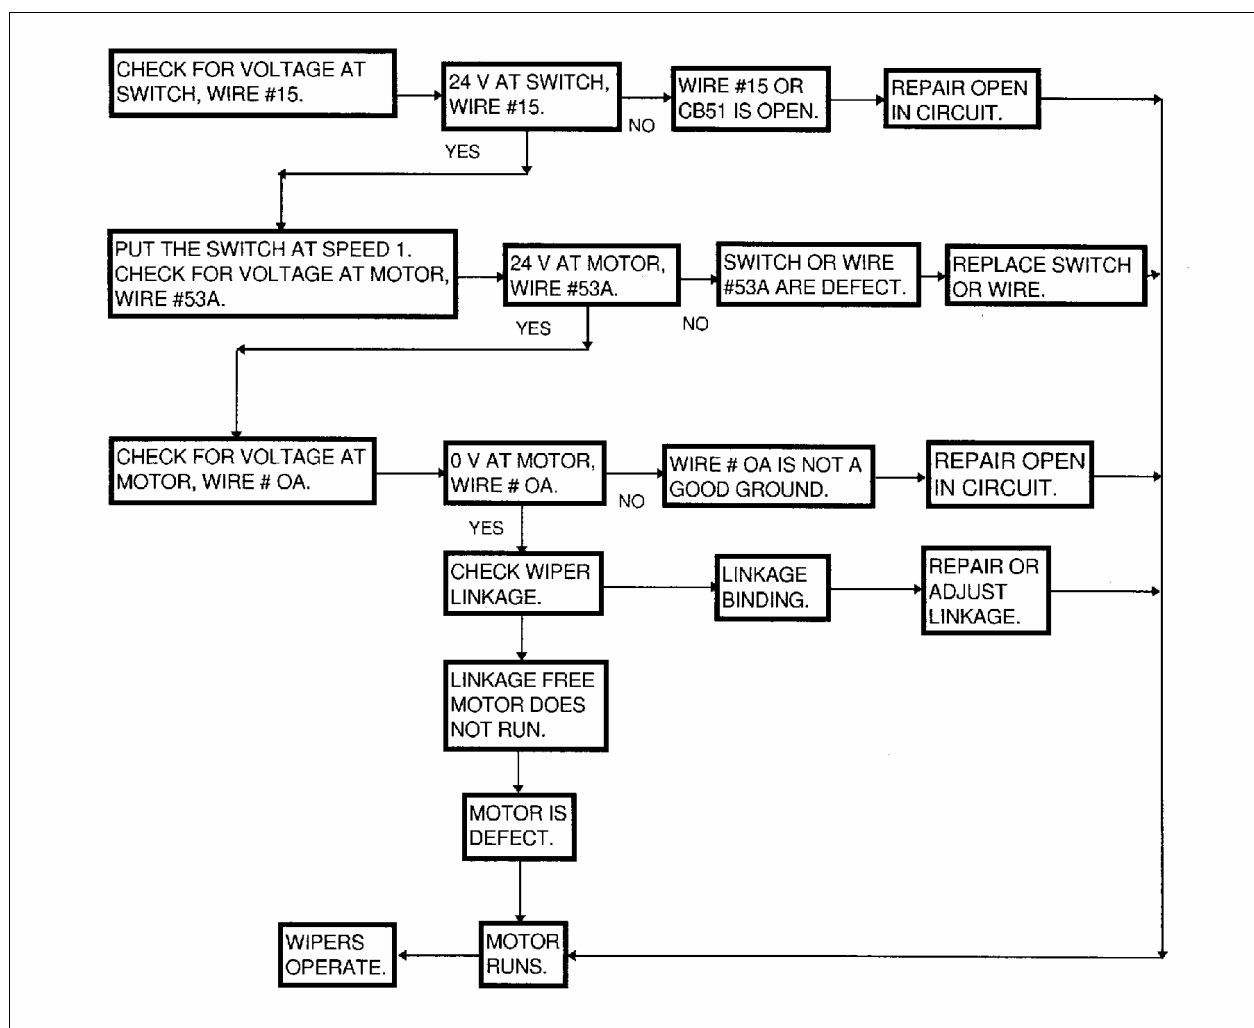 CHECK FOR VOLTAGE AT
SWITCH, WIRE #15.
24 V AT SWITCH,
WIRE #15.
NO
WIRE #15 OR
CB51 IS OPEN.
REPAIR OPEN
IN CIRCUIT.
YES
PUT THE SWITCH AT SPEED 1.
CHECK FOR VOLTAGE AT MOTOR,
WIRE #53A.
24 V AT MOTOR,
WIRE #53A.
NO
SWITCH OR WIRE
#53A ARE DEFECT.
REPLACE SWITCH
OR WIRE.
YES
CHECK FOR VOLTAGE AT
MOTOR, WIRE # OA.
0 V AT MOTOR,
WIRE # OA.
NO
WIRE # OA IS NOT A
GOOD GROUND.
REPAIR OPEN
IN CIRCUIT.
YES
CHECK WIPER
LINKAGE.
LINKAGE
BINDING.
REPAIR OR
ADJUST
LINKAGE.
LINKAGE FREE
MOTOR DOES
NOT RUN.
MOTOR IS
DEFECT.
MOTOR
RUNS.
WIPERS
OPERATE.